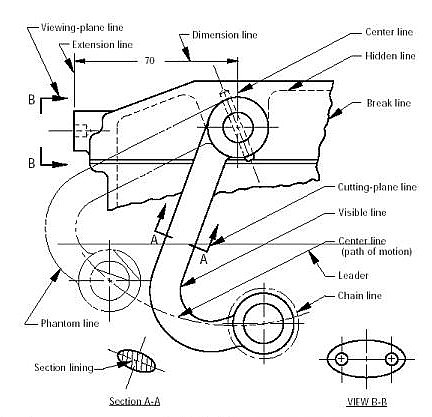 Viewing-plane line
Extension line
70
Dimension line
Center line
Hidden line
Break line
B
B
Cutting-plane line
Visible line
A
A
Center line
(path of motion)
Leader
Chain line
Phantom line
Section lining
Section A-A
VIEW B-B